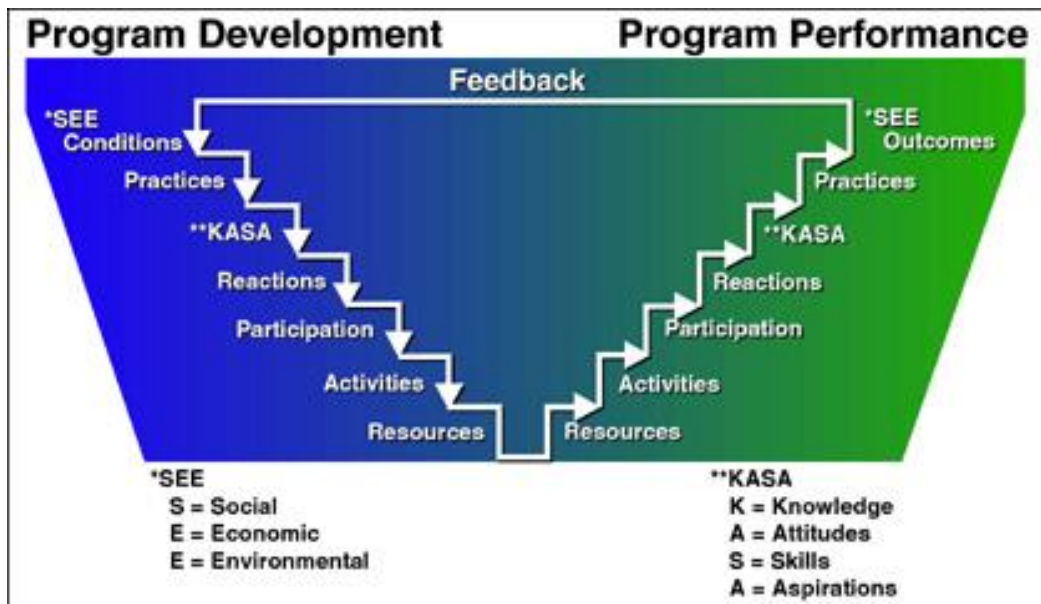 Program Development
Program Performance
Feedback
*SEE
Conditions
Practices
**KASA
Reactions
Participation
Activities
Resources
*SEE
Outcomes
Practices
**KASA
Reactions
Participation
Activities
Resources
*SEE
S = Social
E = Economic
E = Environmental
**KASA
K = Knowledge
A = Attitudes
S = Skills
A = Aspirations